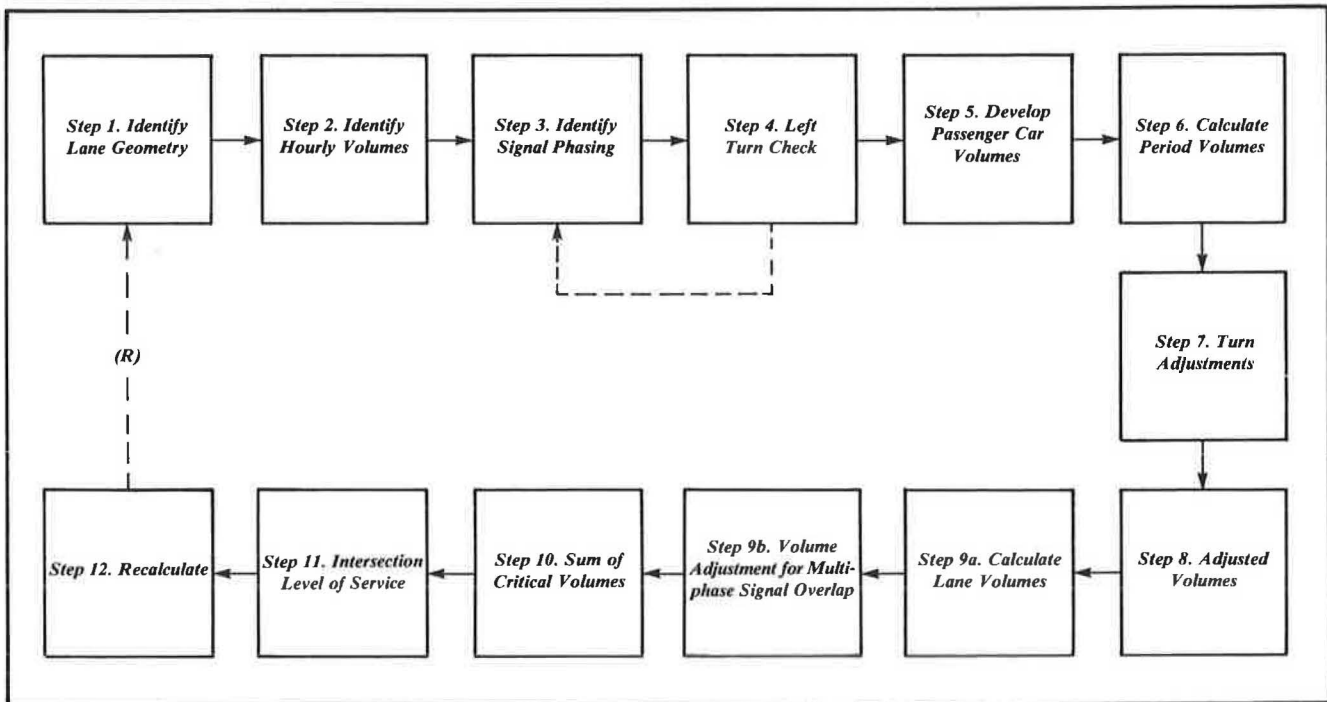 Step 1. Identify
Lane Geometry
Step 2. Identify
Hourly Volumes
Step 3. Identify
Signal Phasing
Step 4. Left
Turn Check
Step 5. Develop
Passenger Car
Volumes
Step 6. Calculate
Period Volumes
Step 7. Turn
Adjustments
(R)
Step 12. Recalculate
Step 11. Intersection
Level of Service
Step 10. Sum of
Critical Volumes
Step 9b. Volume
Adjustment for Multi-
phase Signal Overlap
Step 9a. Calculate
Lane Volumes
Step 8. Adjusted
Volumes